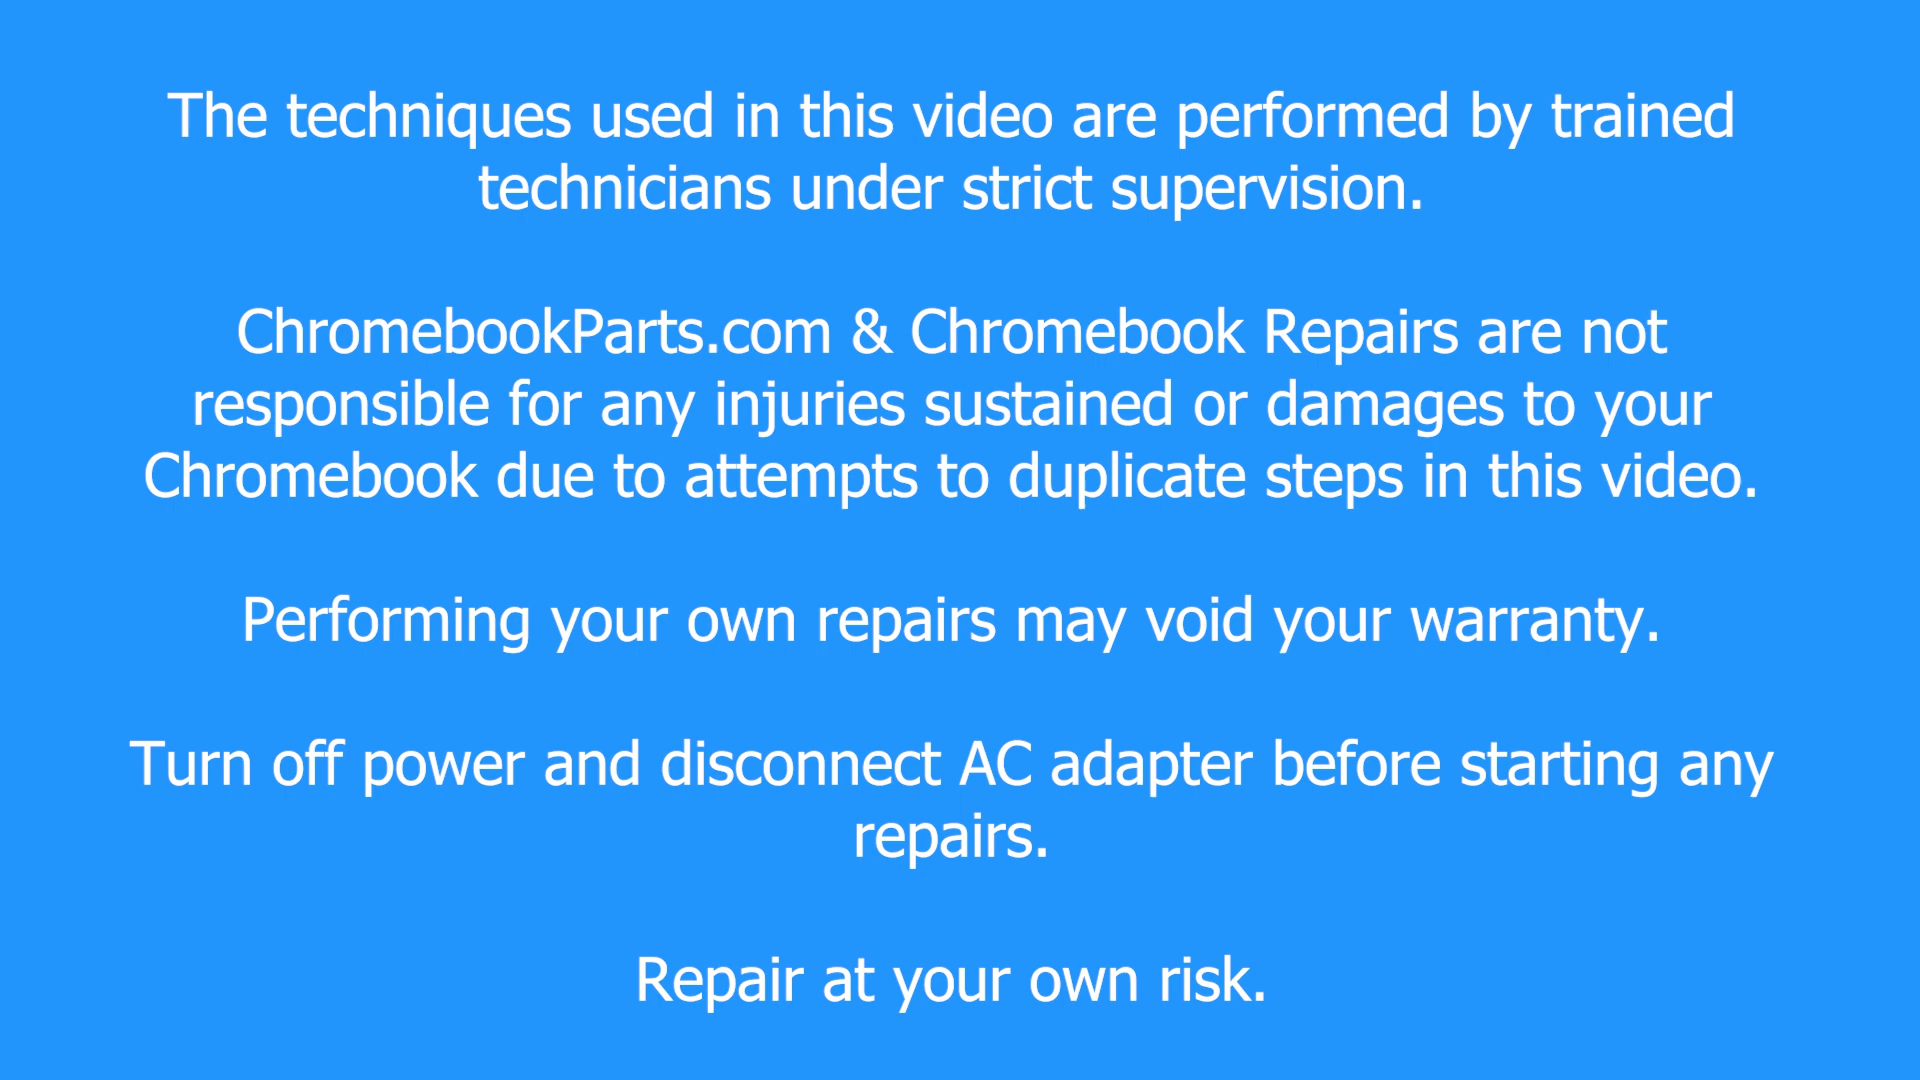 The techniques used in this video are performed by trained
technicians under strict supervision.
ChromebookParts.com & Chromebook Repairs are not
responsible for any injuries sustained or damages to your
Chromebook due to attempts to duplicate steps in this video.
Performing your own repairs may void your warranty.
Turn off power and disconnect AC adapter before starting any
repairs.
Repair at your own risk.